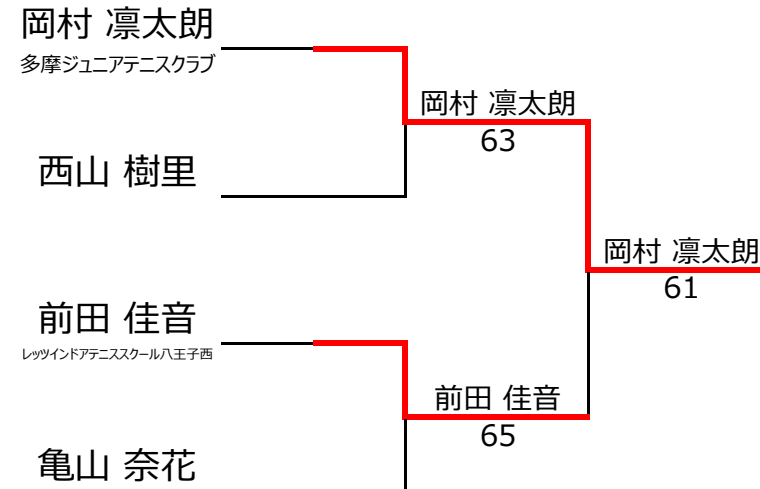 岡村 凛太朗
多摩ジュニアテニスクラブ
岡村 凛太朗
63
西山 樹里
岡村 凛太朗
61
前田 佳音
レッツインドアテニススクール八王子西
前田 佳音
65
亀山 奈花